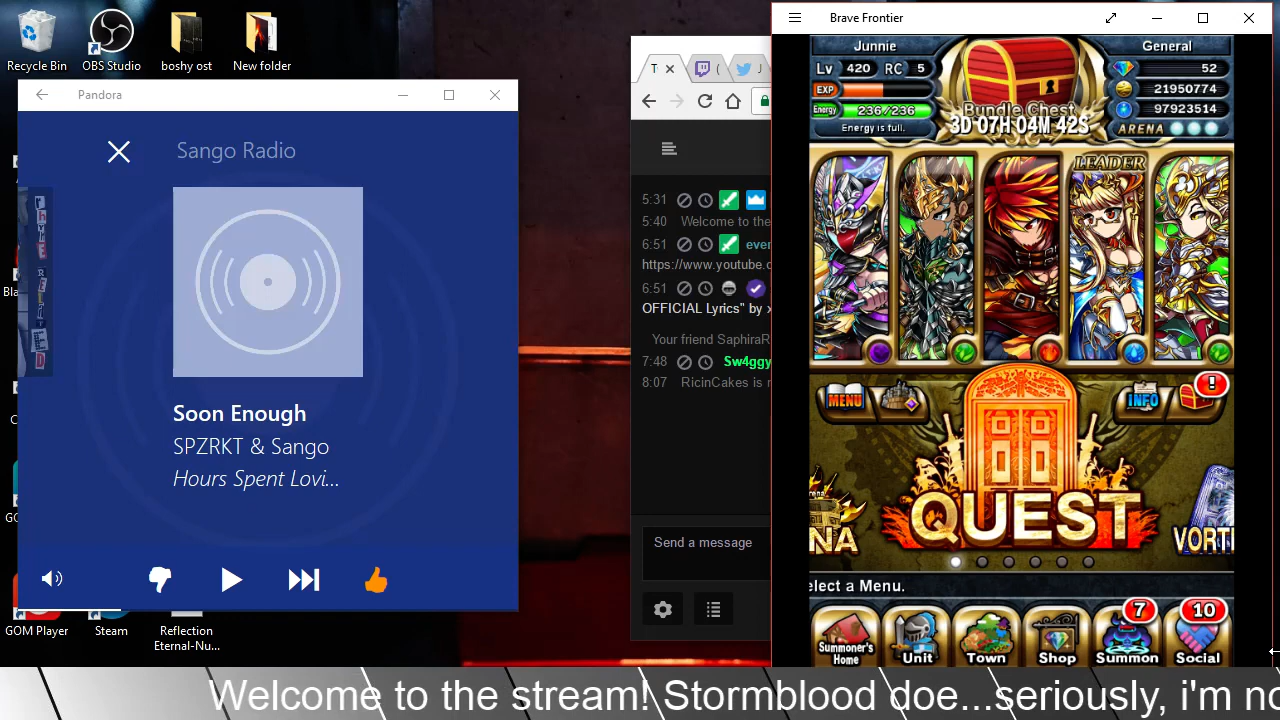 Recycle Bin
OBS Studio
boshy ost
New folder
Pandora
Sango Radio
Soon Enough
SPZRKT & Sango
Hours Spent Lovi...
GOM Player
Steam
Reflection
Eternal-Nu...
T
5:31
5:40 Welcome to the
6:51 ever
https://www.youtube.c
6:51
OFFICIAL Lyrics" by x
Your friend SaphiraR
7:48 Sw4ggy
8:07 RicinCakes is r
Send a message
Brave Frontier
Junnie
General
Lv 420 RC 5
52
EXP
21950774
Energy 236/236
97923514
Energy is full.
ARENA
Bundle Chest
3D 07H 04M 42S
LEADER
MENU
INFO
!
QUEST
NA
VORT
elect a Menu.
7
10
Summoner's
Home
Unit
Town
Shop
Summon
Social
Welcome to the stream! Stormblood doe...seriously, i'm no